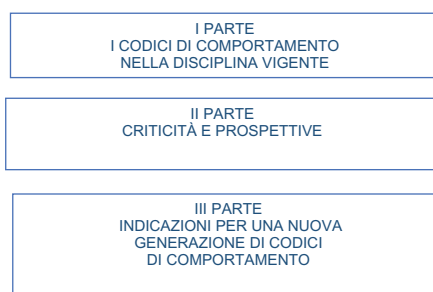 I PARTE
I CODICI DI COMPORTAMENTO
NELLA DISCIPLINA VIGENTE
II PARTE
CRITICITÀ E PROSPETTIVE
III PARTE
INDICAZIONI PER UNA NUOVA
GENERAZIONE DI CODICI
DI COMPORTAMENTO